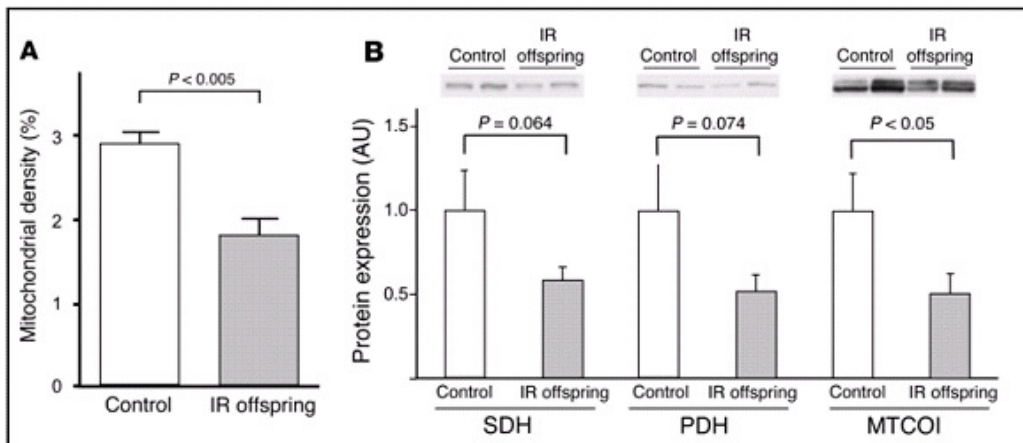 A
P < 0.005
Mitochondrial density (%)
3
2
1
0
Control
IR offspring
B
Control
IR
offspring
Control
IR
offspring
Control
IR
offspring
P = 0.064
P = 0.074
P < 0.05
Protein expression (AU)
1.5
1.0
0.5
Control IR offspring
Control IR offspring
Control IR offspring
SDH
PDH
MTCOI